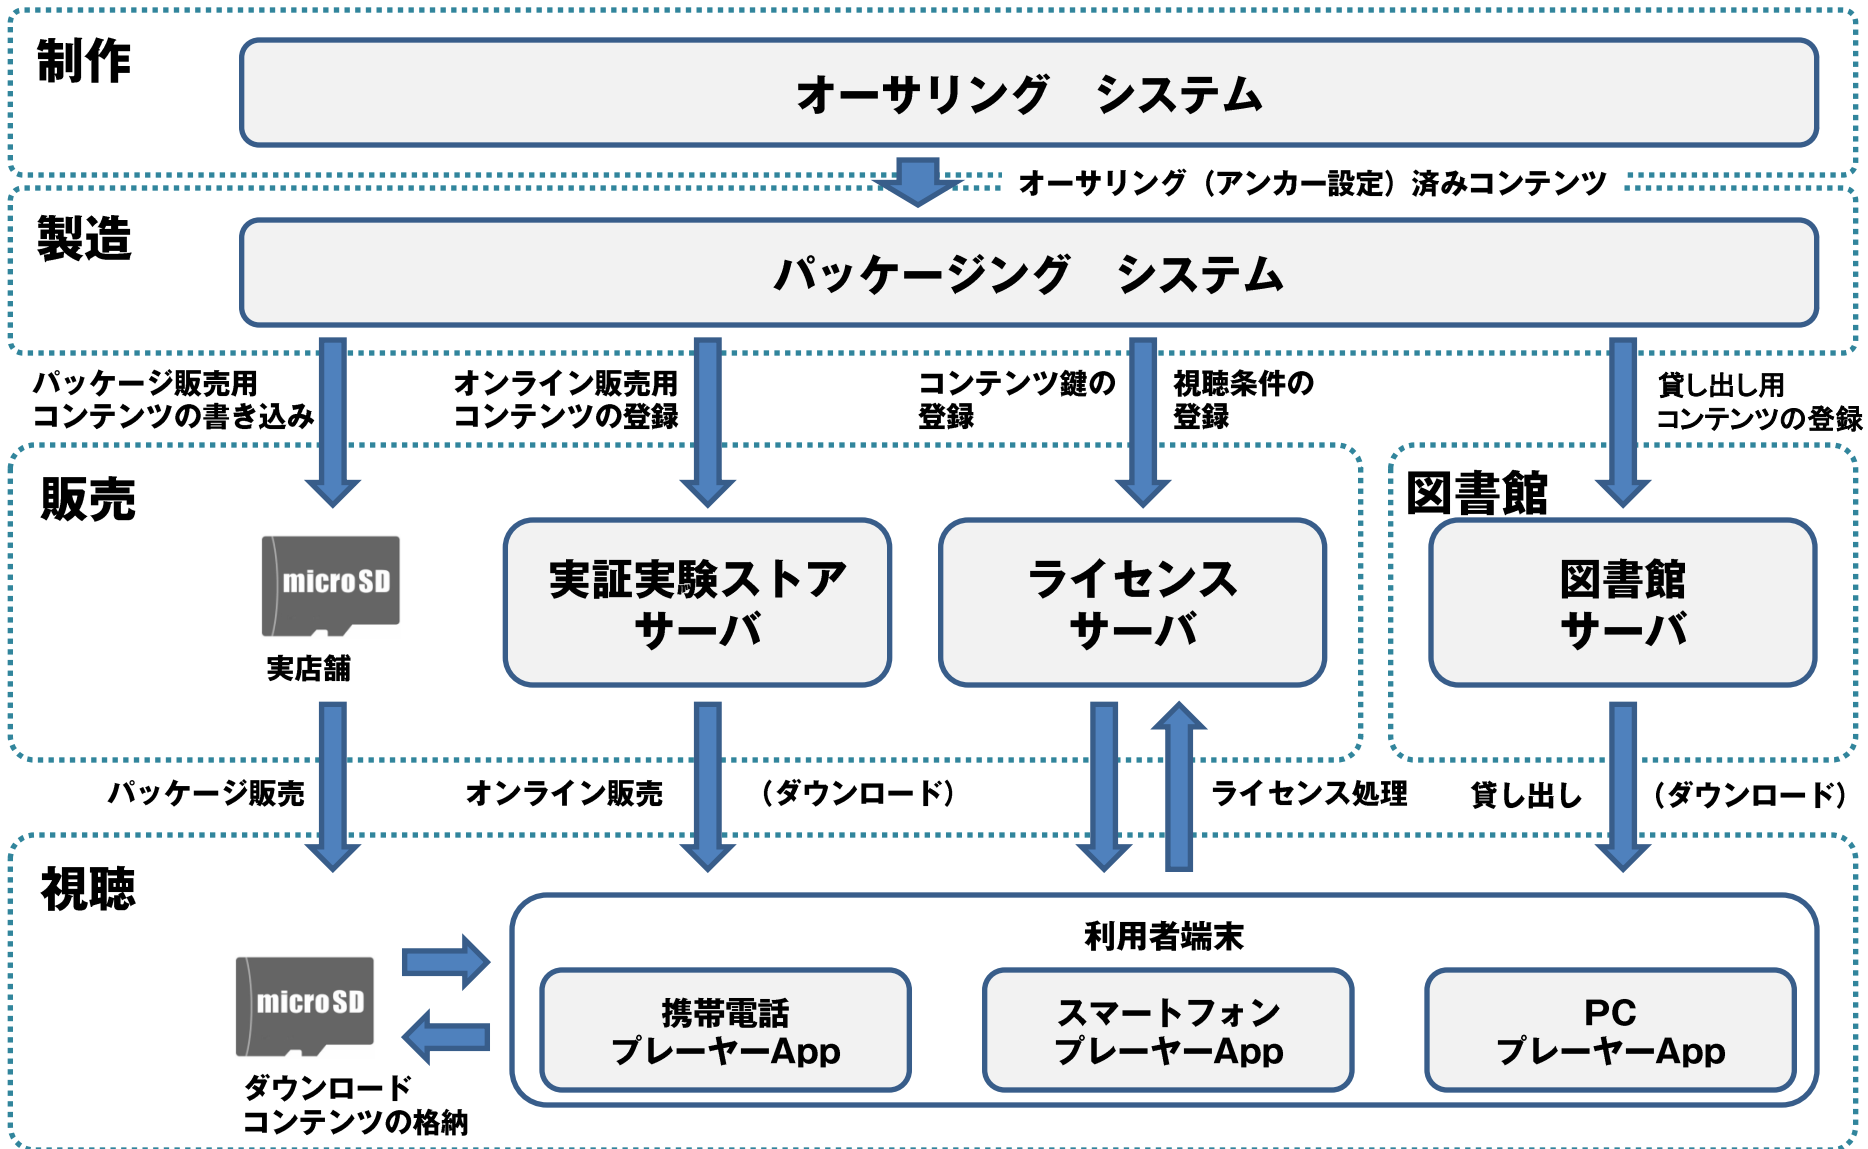 制作
オーサリング　システム
オーサリング（アンカー設定）済みコンテンツ
製造
パッケージング　システム
パッケージ販売用
コンテンツの書き込み
オンライン販売用
コンテンツの登録
コンテンツ鍵の
登録
視聴条件の
登録
貸し出し用
コンテンツの登録
販売
microSD
実店舗
実証実験ストア
サーバ
ライセンス
サーバ
図書館
図書館
サーバ
パッケージ販売
オンライン販売
（ダウンロード）
ライセンス処理
貸し出し
（ダウンロード）
視聴
microSD
ダウンロード
コンテンツの格納
利用者端末
携帯電話
プレーヤーApp
スマートフォン
プレーヤーApp
PC
プレーヤーApp